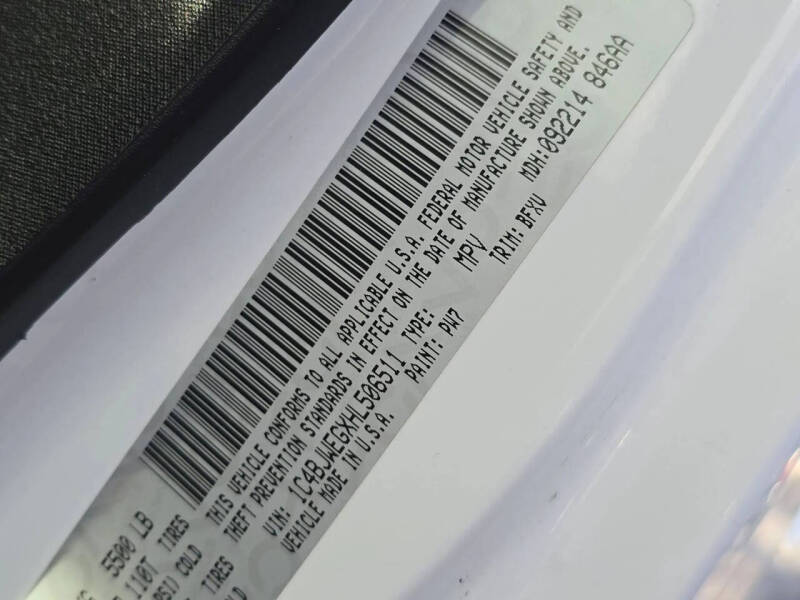 THIS VEHICLE CONFORMS TO ALL APPLICABLE U.S.A. FEDERAL MOTOR VEHICLE SAFETY AND
THEFT PREVENTION STANDARDS IN EFFECT ON THE DATE OF MANUFACTURE SHOWN ABOVE.
VIN: 1C4BJWEGXHL506511 TYPE: MPV MDH:092214 846AA
VEHICLE MADE IN U.S.A. PAINT: PW7 TRIM: BFXV
5500 LB
110T TIRES
COLD
TIRES
COLD